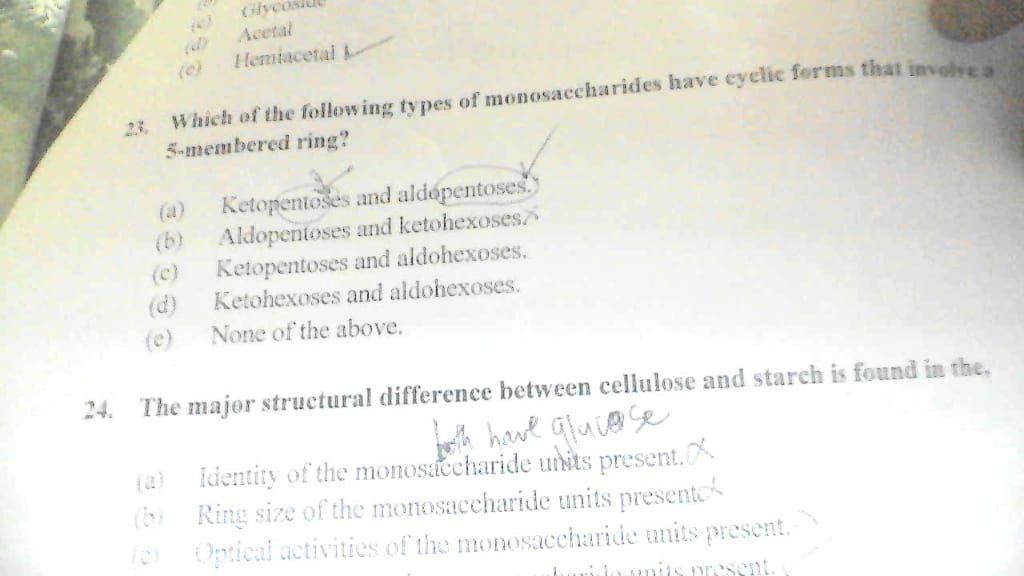 (c) Glycoside
(d) Acetal
(e) Hemiacetal
23. Which of the following types of monosaccharides have cyclic forms that involve a
5-membered ring?
(a) Ketopentoses and aldopentoses.
(b) Aldopentoses and ketohexoses.
(c) Ketopentoses and aldohexoses.
(d) Ketohexoses and aldohexoses.
(e) None of the above.
24. The major structural difference between cellulose and starch is found in the,
both have glucose
(a) Identity of the monosaccharide units present.
(b) Ring size of the monosaccharide units present
(c) Optical activities of the monosaccharide units present.
units present.